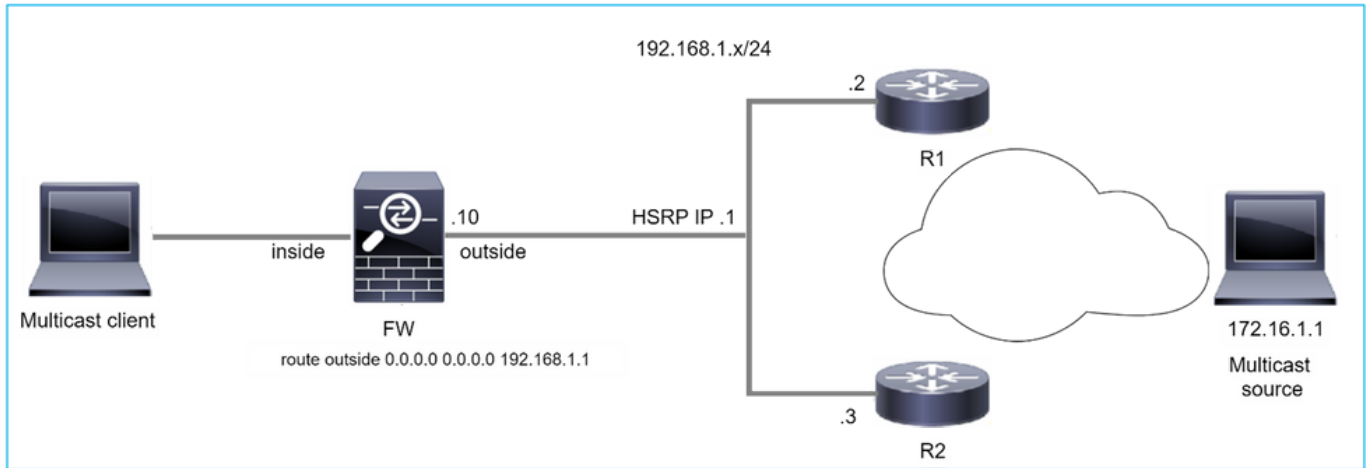 192.168.1.x/24
.2
R1
.10
HSRP IP .1
inside
outside
Multicast client
FW
route outside 0.0.0.0 0.0.0.0 192.168.1.1
172.16.1.1
Multicast
source
.3
R2